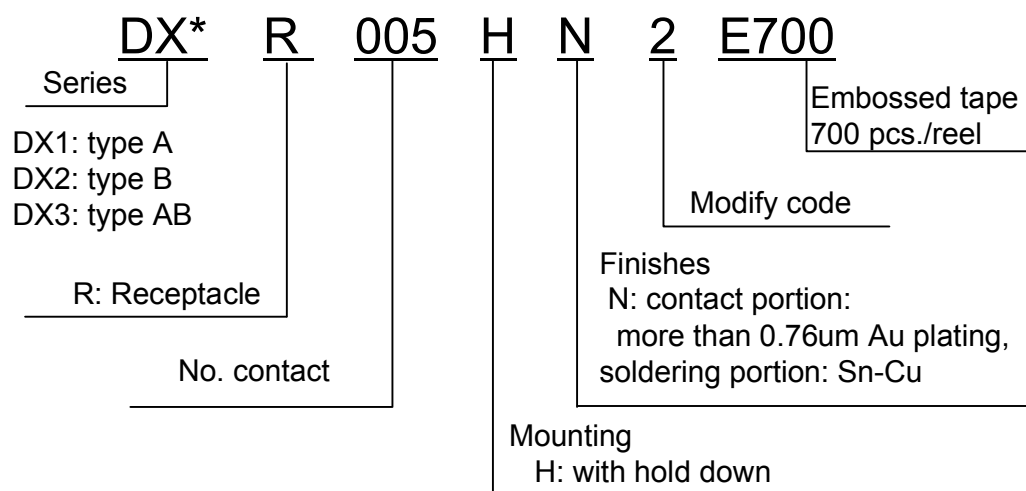 DX* R 005 H N 2 E700
Series
DX1: type A
DX2: type B
DX3: type AB
Embossed tape
700 pcs./reel
Modify code
R: Receptacle
Finishes
N: contact portion:
more than 0.76um Au plating,
soldering portion: Sn-Cu
No. contact
Mounting
H: with hold down